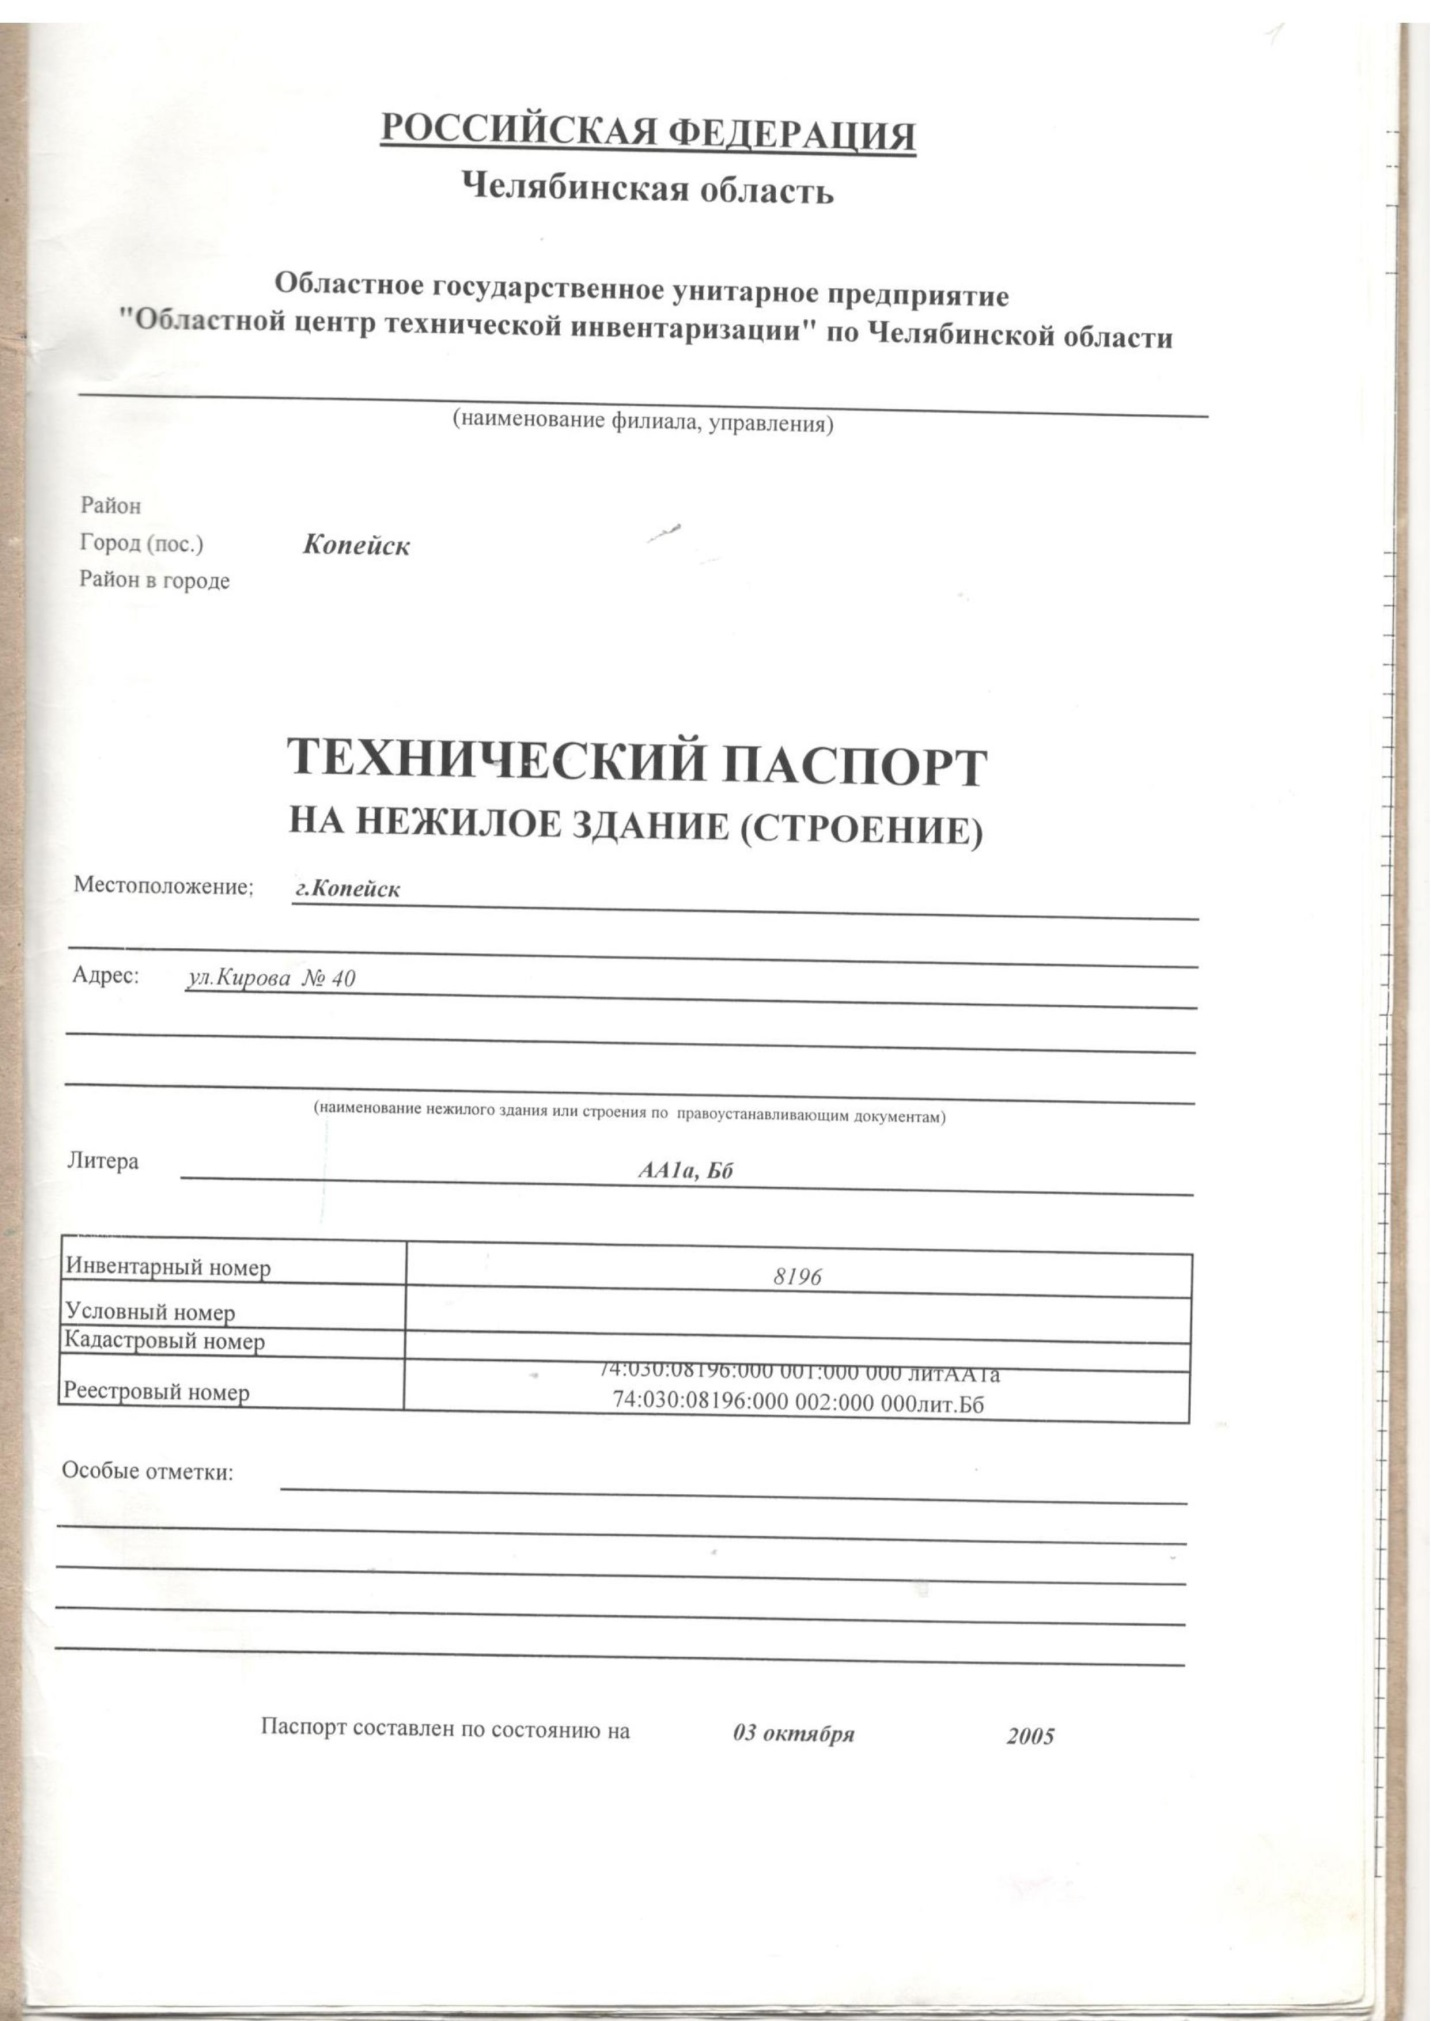 РОССИЙСКАЯ ФЕДЕРАЦИЯ
Челябинская область
Областное государственное унитарное предприятие
"Областной центр технической инвентаризации" по Челябинской области
(наименование филиала, управления)
Район
Город (пос.) Копейск
Район в городе
ТЕХНИЧЕСКИЙ ПАСПОРТ
НА НЕЖИЛОЕ ЗДАНИЕ (СТРОЕНИЕ)
Местоположение; г.Копейск
Адрес: ул.Кирова № 40
(наименование нежилого здания или строения по правоустанавливающим документам)
Литера АА1а, Бб
Инвентарный номер 8196
Условный номер
Кадастровый номер
74:030:08196:000 001:000 000 литАА1а
Реестровый номер 74:030:08196:000 002:000 000лит.Бб
Особые отметки:
Паспорт составлен по состоянию на 03 октября 2005